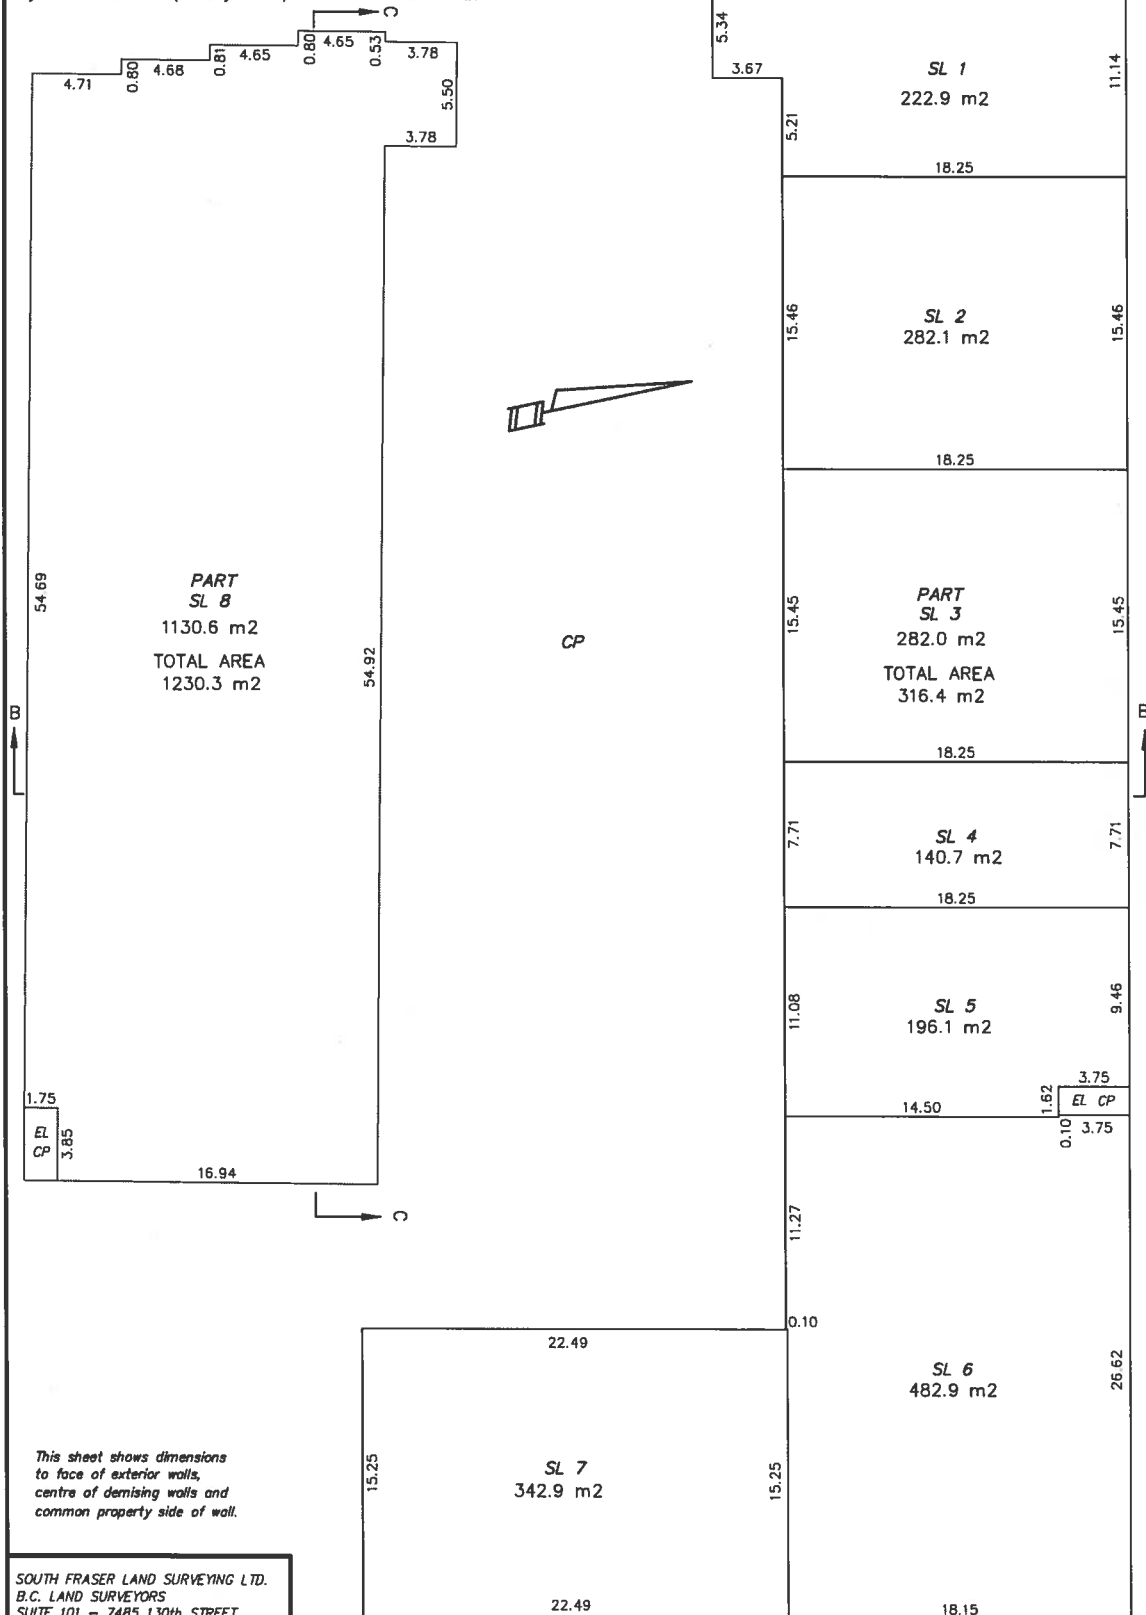 C
4.71
0.80
4.68
0.81
4.65
0.80
4.65
0.53
3.78
5.50
3.78
5.34
3.67
SL 1
222.9 m2
11.14
5.21
18.25
15.46
SL 2
282.1 m2
15.46
18.25
54.69
PART
SL 8
1130.6 m2
TOTAL AREA
1230.3 m2
54.92
CP
15.45
PART
SL 3
282.0 m2
TOTAL AREA
316.4 m2
15.45
18.25
B
B
7.71
SL 4
140.7 m2
7.71
18.25
11.08
SL 5
196.1 m2
9.46
3.75
1.62
EL CP
14.50
0.10
3.75
1.75
EL
CP
3.85
16.94
C
11.27
0.10
22.49
SL 6
482.9 m2
26.62
15.25
SL 7
342.9 m2
15.25
This sheet shows dimensions
to face of exterior walls,
centre of demising walls and
common property side of wall.
SOUTH FRASER LAND SURVEYING LTD.
B.C. LAND SURVEYORS
SUITE 101 – 7485 130th STREET
22.49
18.15